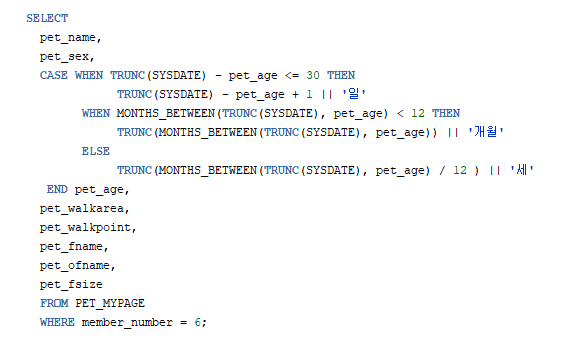 SELECT
pet_name,
pet_sex,
CASE WHEN TRUNC(SYSDATE) - pet_age <= 30 THEN
TRUNC(SYSDATE) - pet_age + 1 || '일'
WHEN MONTHS_BETWEEN(TRUNC(SYSDATE), pet_age) < 12 THEN
TRUNC(MONTHS_BETWEEN(TRUNC(SYSDATE), pet_age)) || '개월'
ELSE
TRUNC(MONTHS_BETWEEN(TRUNC(SYSDATE), pet_age) / 12 ) || '세'
END pet_age,
pet_walkarea,
pet_walkpoint,
pet_fname,
pet_ofname,
pet_fsize
FROM PET_MYPAGE
WHERE member_number = 6;